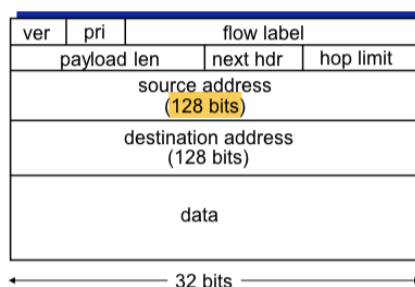 ver pri flow label
payload len next hdr hop limit
source address
(128 bits)
destination address
(128 bits)
data
32 bits